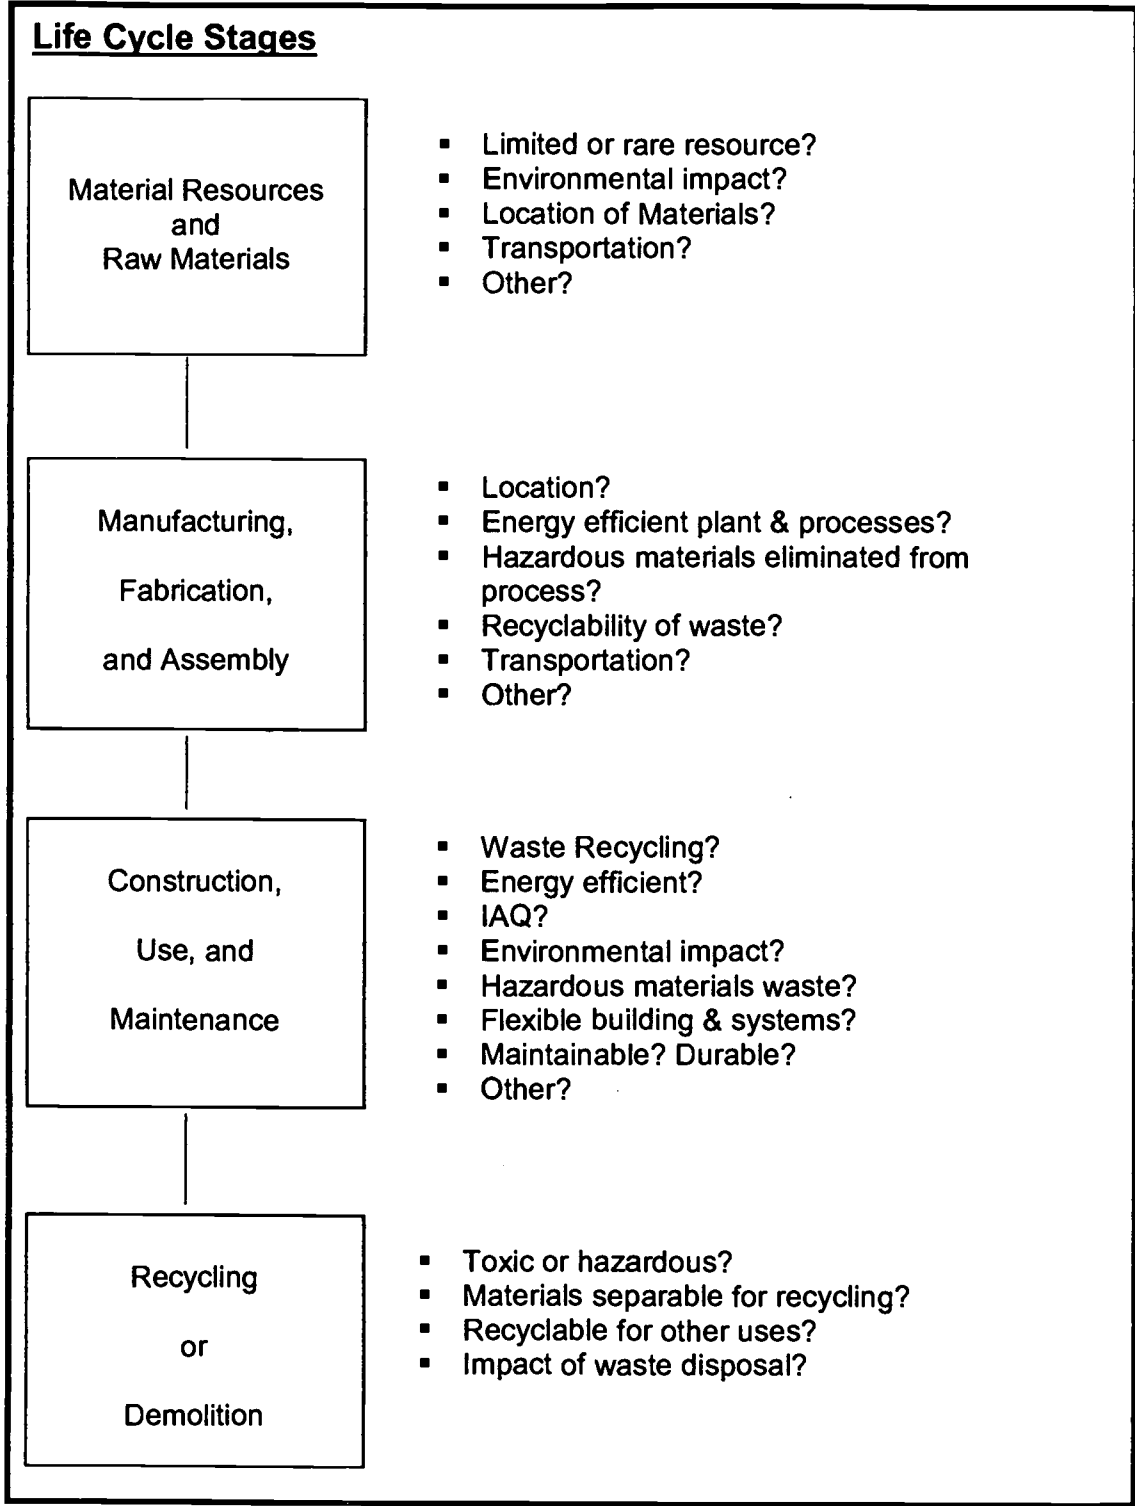 Life Cycle Stages
Material Resources
and
Raw Materials
▪ Limited or rare resource?
▪ Environmental impact?
▪ Location of Materials?
▪ Transportation?
▪ Other?
Manufacturing,
Fabrication,
and Assembly
▪ Location?
▪ Energy efficient plant & processes?
▪ Hazardous materials eliminated from
process?
▪ Recyclability of waste?
▪ Transportation?
▪ Other?
Construction,
Use, and
Maintenance
▪ Waste Recycling?
▪ Energy efficient?
▪ IAQ?
▪ Environmental impact?
▪ Hazardous materials waste?
▪ Flexible building & systems?
▪ Maintainable? Durable?
▪ Other?
Recycling
or
Demolition
▪ Toxic or hazardous?
▪ Materials separable for recycling?
▪ Recyclable for other uses?
▪ Impact of waste disposal?